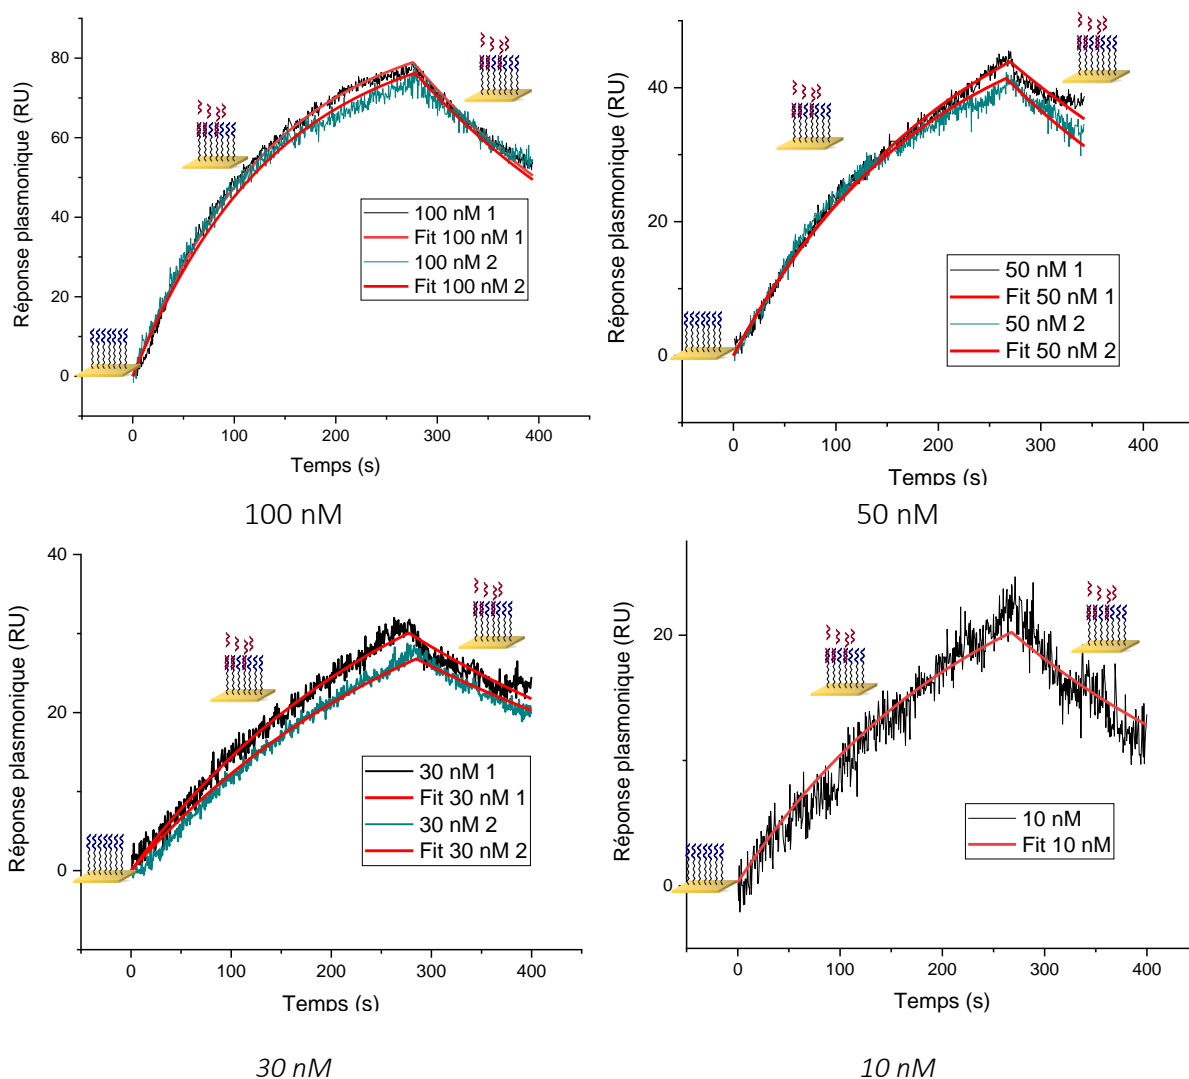 80
60
40
20
0
Réponse plasmonique (RU)
100 nM 1
Fit 100 nM 1
100 nM 2
Fit 100 nM 2
0 100 200 300 400
Temps (s)
100 nM
40
20
0
Réponse plasmonique (RU)
50 nM 1
Fit 50 nM 1
50 nM 2
Fit 50 nM 2
0 100 200 300 400
Temps (s)
50 nM
40
20
0
Réponse plasmonique (RU)
30 nM 1
Fit 30 nM 1
30 nM 2
Fit 30 nM 2
0 100 200 300 400
Temps (s)
30 nM
20
0
Réponse plasmonique (RU)
10 nM
Fit 10 nM
0 100 200 300 400
Temps (s)
10 nM